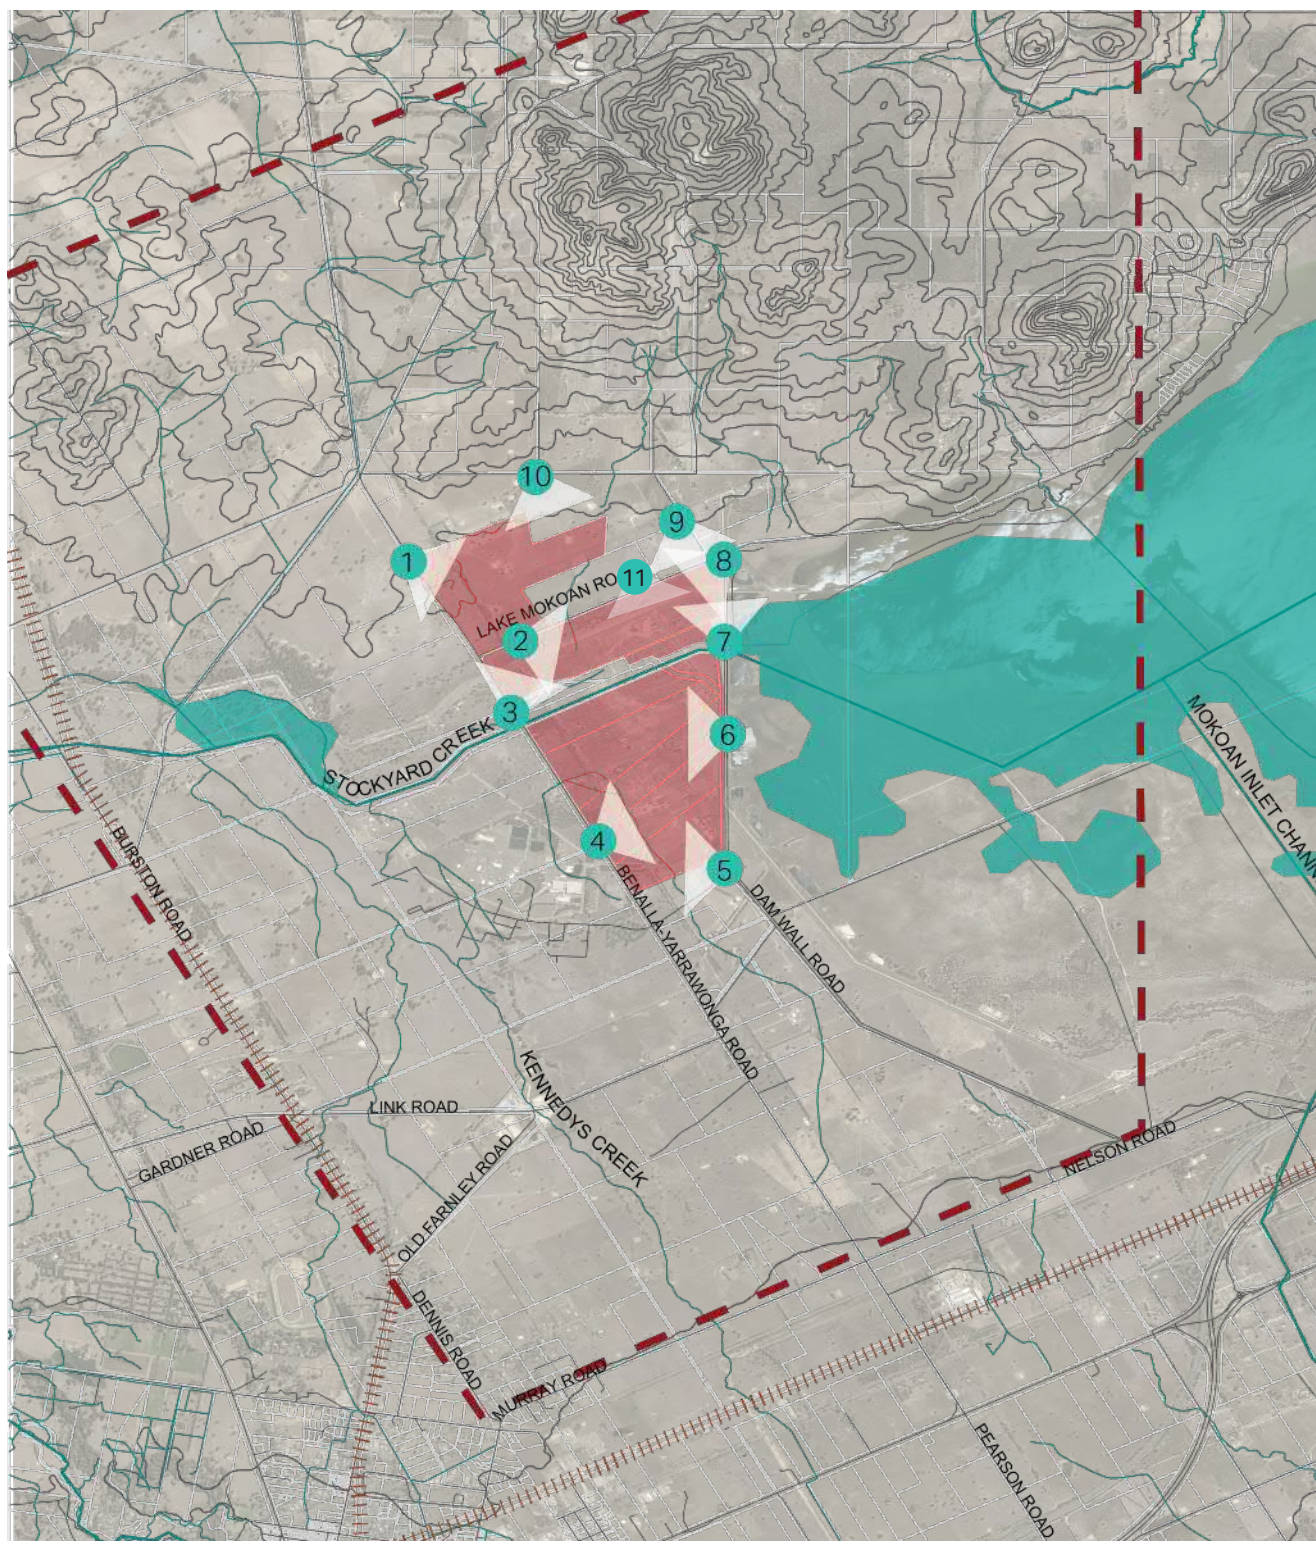 10
9
1
8
11
LAKE MOKOAN RO
2
7
3
6
STOCKYARD CREEK
MOKOAN INLET CHANN
4
5
BURSTON ROAD
BENALLA-YARRAWONGA ROAD
DAM WALL ROAD
KENNEDYS CREEK
LINK ROAD
GARDNER ROAD
OLD FARNLEY ROAD
NELSON ROAD
DENNIS ROAD
MURRAY ROAD
PEARSON ROAD